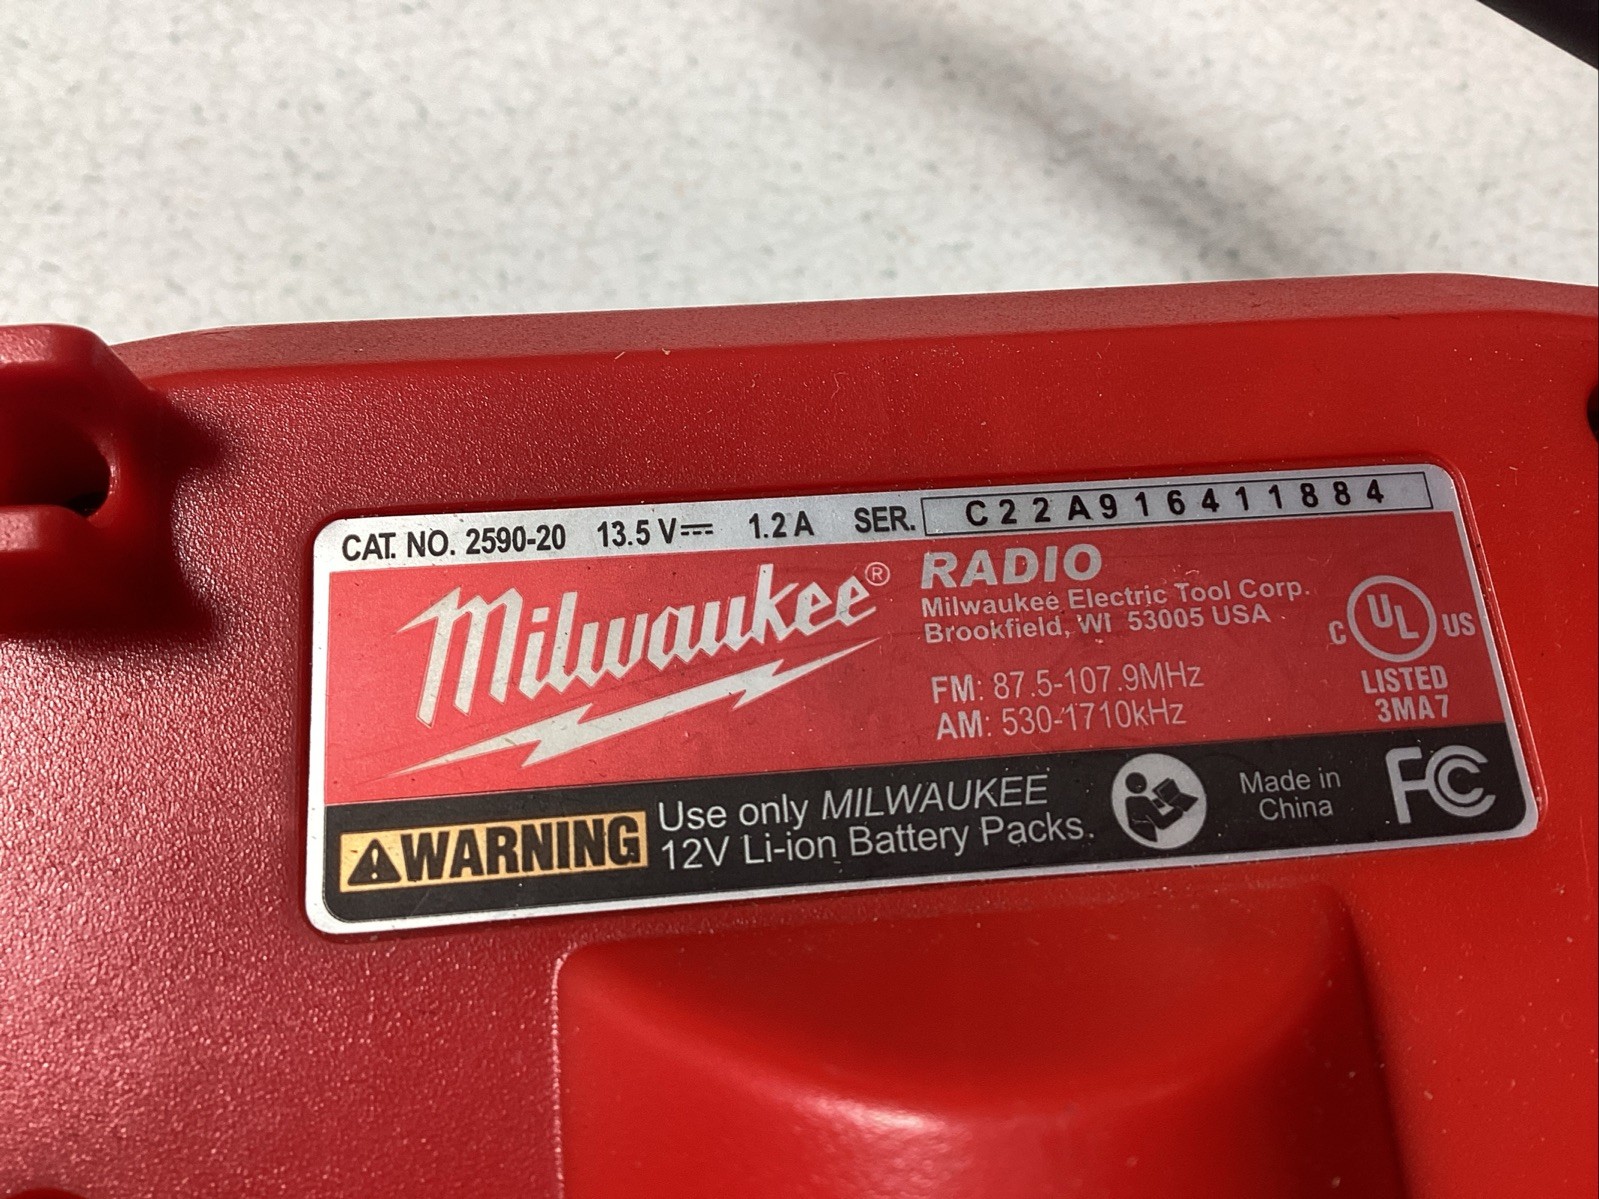 CAT. NO. 2590-20 13.5 V⎓ 1.2 A SER. C22A916411884
Milwaukee®
RADIO
Milwaukee Electric Tool Corp.
Brookfield, WI 53005 USA
FM: 87.5-107.9MHz
AM: 530-1710kHz
C UL US
LISTED
3MA7
WARNING
Use only MILWAUKEE
12V Li-ion Battery Packs.
Made in
China
FC